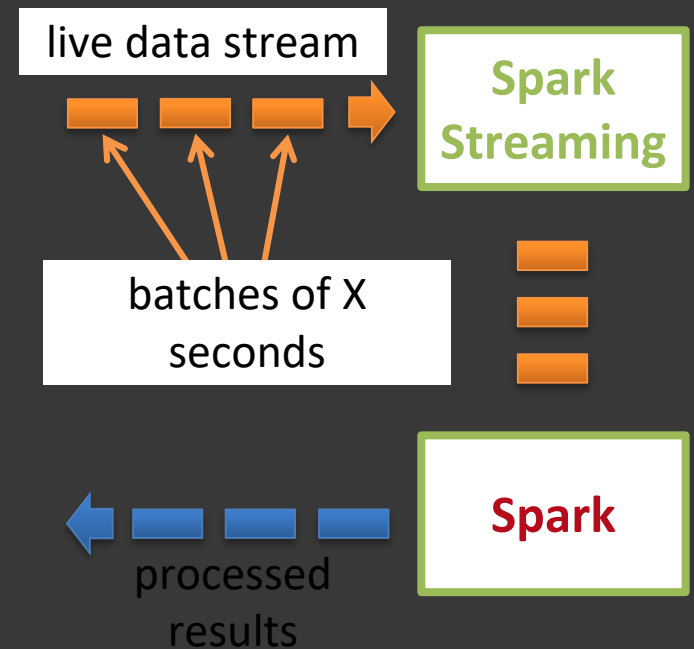 live data stream
Spark
Streaming
batches of X
seconds
Spark
processed
results